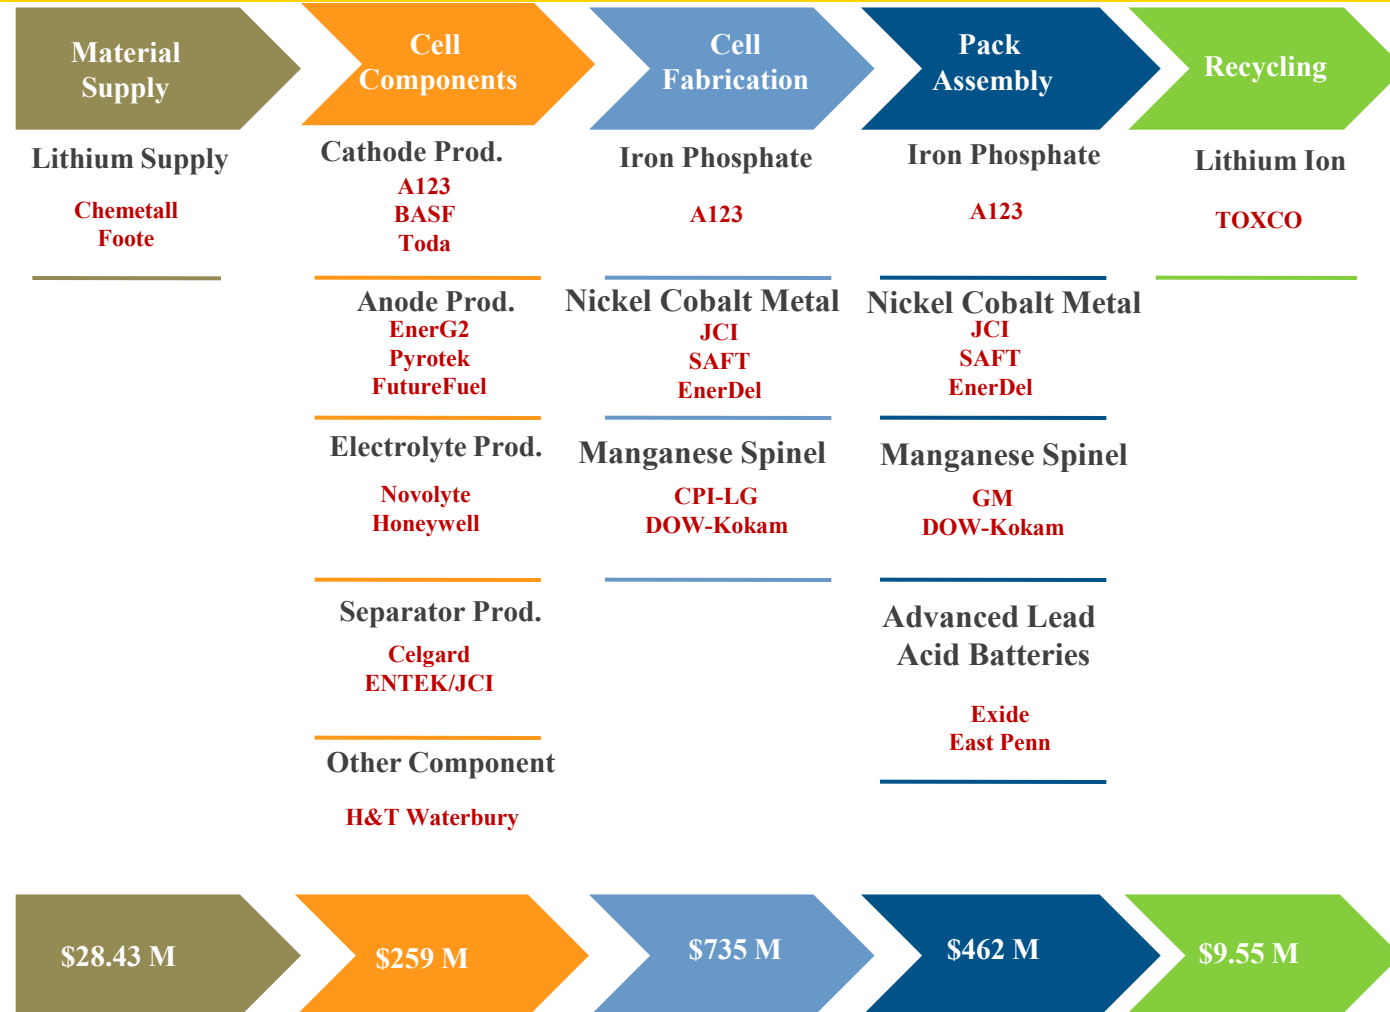 Material
Supply
Cell
Components
Cell
Fabrication
Pack
Assembly
Recycling
Lithium Supply
Chemetall
Foote
Cathode Prod.
A123
BASF
Toda
Anode Prod.
EnerG2
Pyrotek
FutureFuel
Electrolyte Prod.
Novolyte
Honeywell
Separator Prod.
Celgard
ENTEK/JCI
Other Component
H&T Waterbury
Iron Phosphate
A123
Nickel Cobalt Metal
JCI
SAFT
EnerDel
Manganese Spinel
CPI-LG
DOW-Kokam
Iron Phosphate
A123
Nickel Cobalt Metal
JCI
SAFT
EnerDel
Manganese Spinel
GM
DOW-Kokam
Advanced Lead
Acid Batteries
Exide
East Penn
Lithium Ion
TOXCO
$28.43 M
$259 M
$735 M
$462 M
$9.55 M